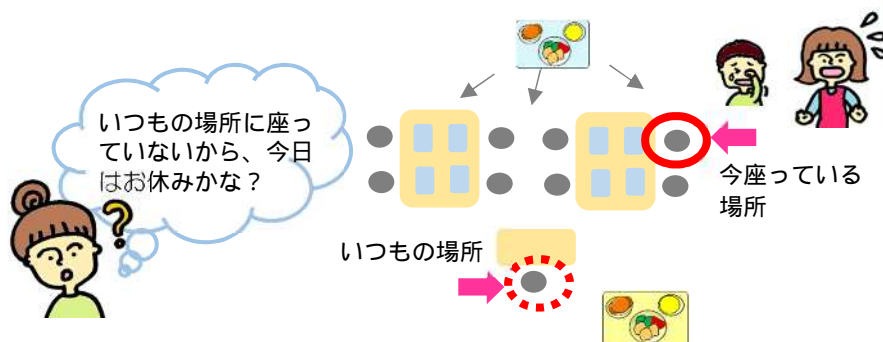 いつもの場所に座っ
ていないから、今日
はお休みかな？
今座っている
場所
いつもの場所